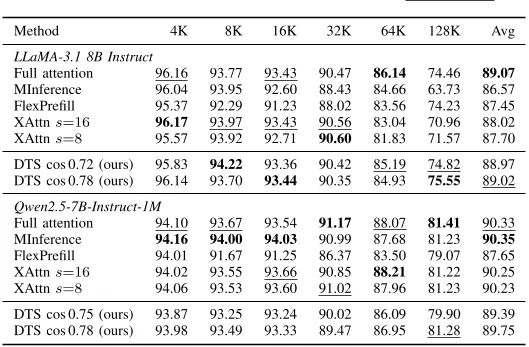 Method 4K 8K 16K 32K 64K 128K Avg
LLaMA-3.1 8B Instruct
Full attention 96.16 93.77 93.43 90.47 86.14 74.46 89.07
MInference 96.04 93.95 92.60 88.43 84.66 63.73 86.57
FlexPrefill 95.37 92.29 91.23 88.02 83.56 74.23 87.45
XAttn s=16 96.17 93.97 93.43 90.56 83.04 70.96 88.02
XAttn s=8 95.57 93.92 92.71 90.60 81.83 71.57 87.70
DTS cos 0.72 (ours) 95.83 94.22 93.36 90.42 85.19 74.82 88.97
DTS cos 0.78 (ours) 96.14 93.70 93.44 90.35 84.93 75.55 89.02
Qwen2.5-7B-Instruct-1M
Full attention 94.10 93.67 93.54 91.17 88.07 81.41 90.33
MInference 94.16 94.00 94.03 90.99 87.68 81.23 90.35
FlexPrefill 94.01 91.67 91.25 86.37 83.50 79.07 87.65
XAttn s=16 94.02 93.55 93.66 90.85 88.21 81.22 90.25
XAttn s=8 94.06 93.53 93.60 91.02 87.96 81.23 90.23
DTS cos 0.75 (ours) 93.87 93.25 93.24 90.02 86.09 79.90 89.39
DTS cos 0.78 (ours) 93.98 93.49 93.33 89.47 86.95 81.28 89.75